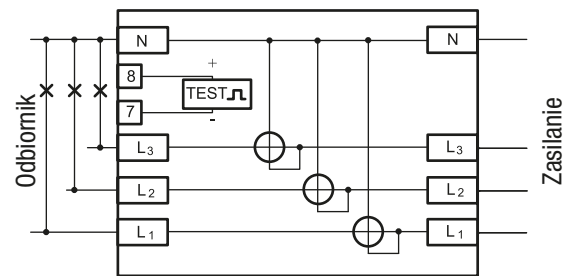 N N
+
8
TEST
7
-
L3 L3
L2 L2
L1 L1
Odbiornik
Zasilanie